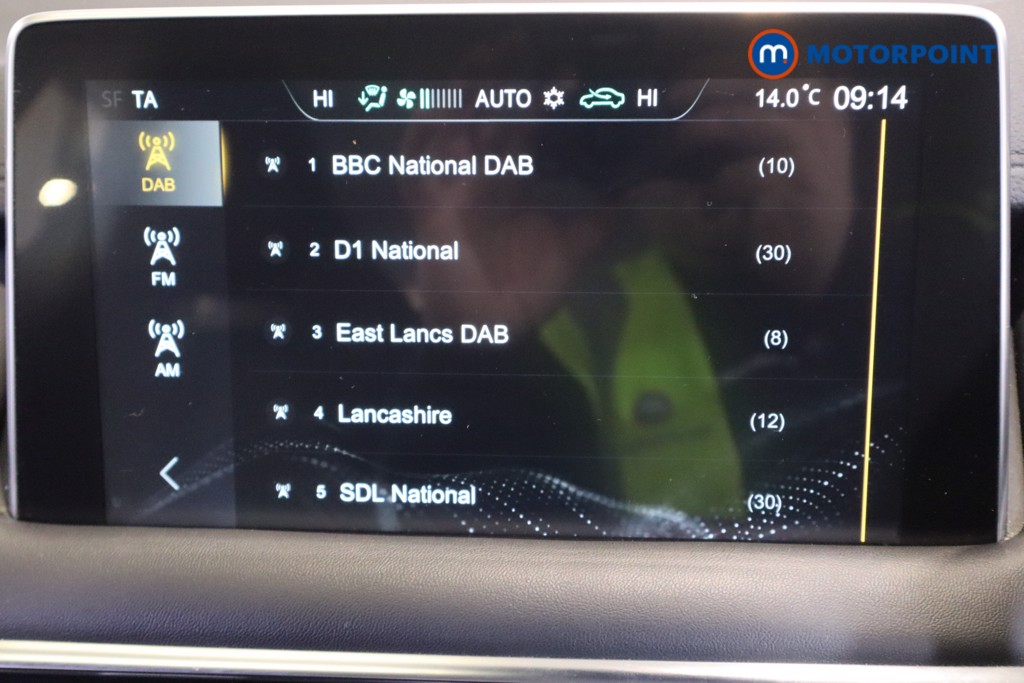 m MOTORPOINT
SF TA HI AUTO HI 14.0°C 09:14
DAB
1 BBC National DAB (10)
2 D1 National (30)
FM
3 East Lancs DAB (8)
AM
4 Lancashire (12)
5 SDL National (30)